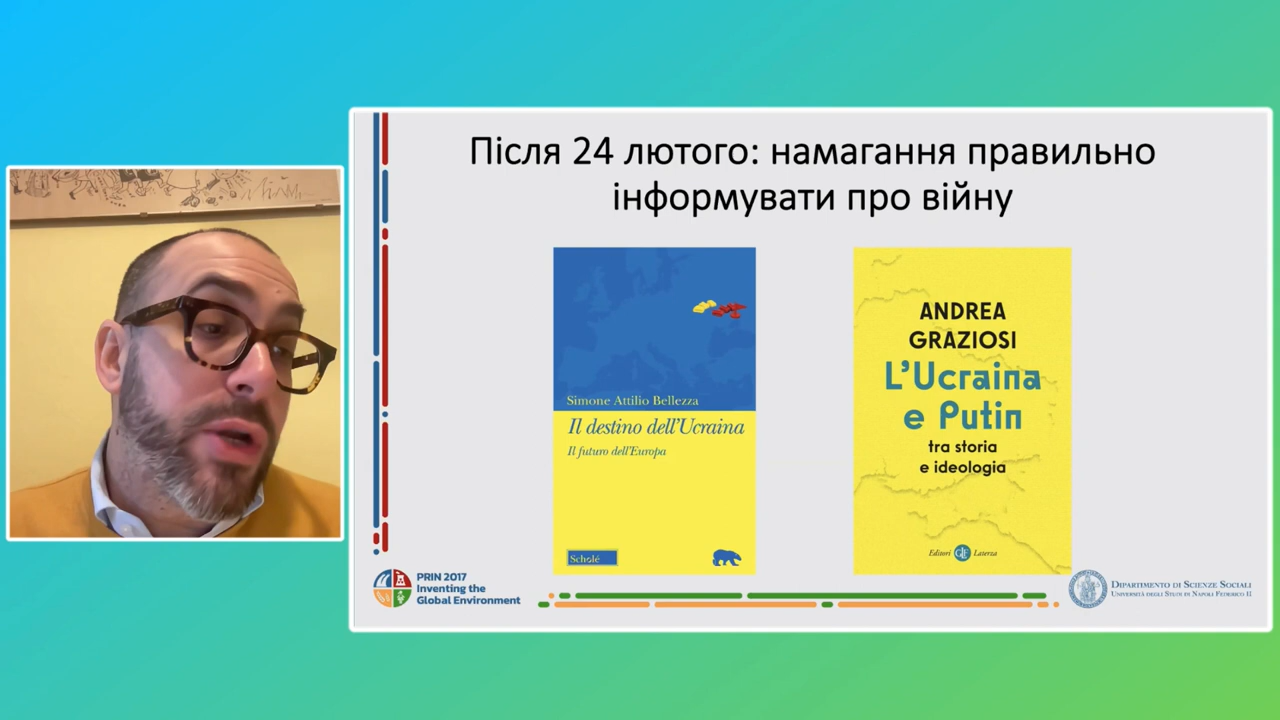 Після 24 лютого: намагання правильно
інформувати про війну
Simone Attilio Bellezza
Il destino dell'Ucraina
Il futuro dell'Europa
Scholé
ANDREA
GRAZIOSI
L'Ucraina
e Putin
tra storia
e ideologia
Editori GLF Laterza
PRIN 2017
Inventing the
Global Environment
DIPARTIMENTO DI SCIENZE SOCIALI
UNIVERSITÀ DEGLI STUDI DI NAPOLI FEDERICO II